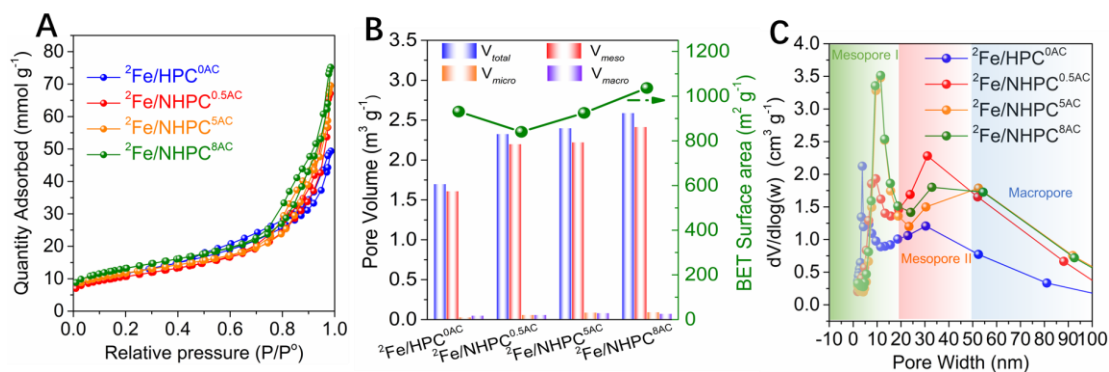 A
Quantity Adsorbed (mmol g⁻¹)
90
80
70
60
50
40
30
20
10
0
²Fe/HPC⁰ᴬᶜ
²Fe/NHPC⁰·⁵ᴬᶜ
²Fe/NHPC⁵ᴬᶜ
²Fe/NHPC⁸ᴬᶜ
0.0 0.2 0.4 0.6 0.8 1.0
Relative pressure (P/Pᵒ)
B
Pore Volume (m³ g⁻¹)
3.5
3.0
2.5
2.0
1.5
1.0
0.5
0.0
V_total V_meso
V_micro V_macro
1200
1000
800
600
400
200
0
BET Surface area (m² g⁻¹)
²Fe/HPC⁰ᴬᶜ
²Fe/NHPC⁰·⁵ᴬᶜ
²Fe/NHPC⁵ᴬᶜ
²Fe/NHPC⁸ᴬᶜ
C
dV/dlog(w) (cm³ g⁻¹)
4.0
3.5
3.0
2.5
2.0
1.5
1.0
0.5
0.0
Mesopore I
²Fe/HPC⁰ᴬᶜ
²Fe/NHPC⁰·⁵ᴬᶜ
²Fe/NHPC⁵ᴬᶜ
²Fe/NHPC⁸ᴬᶜ
Macropore
Mesopore II
-10 0 10 20 30 40 50 60 70 80 90 100
Pore Width (nm)